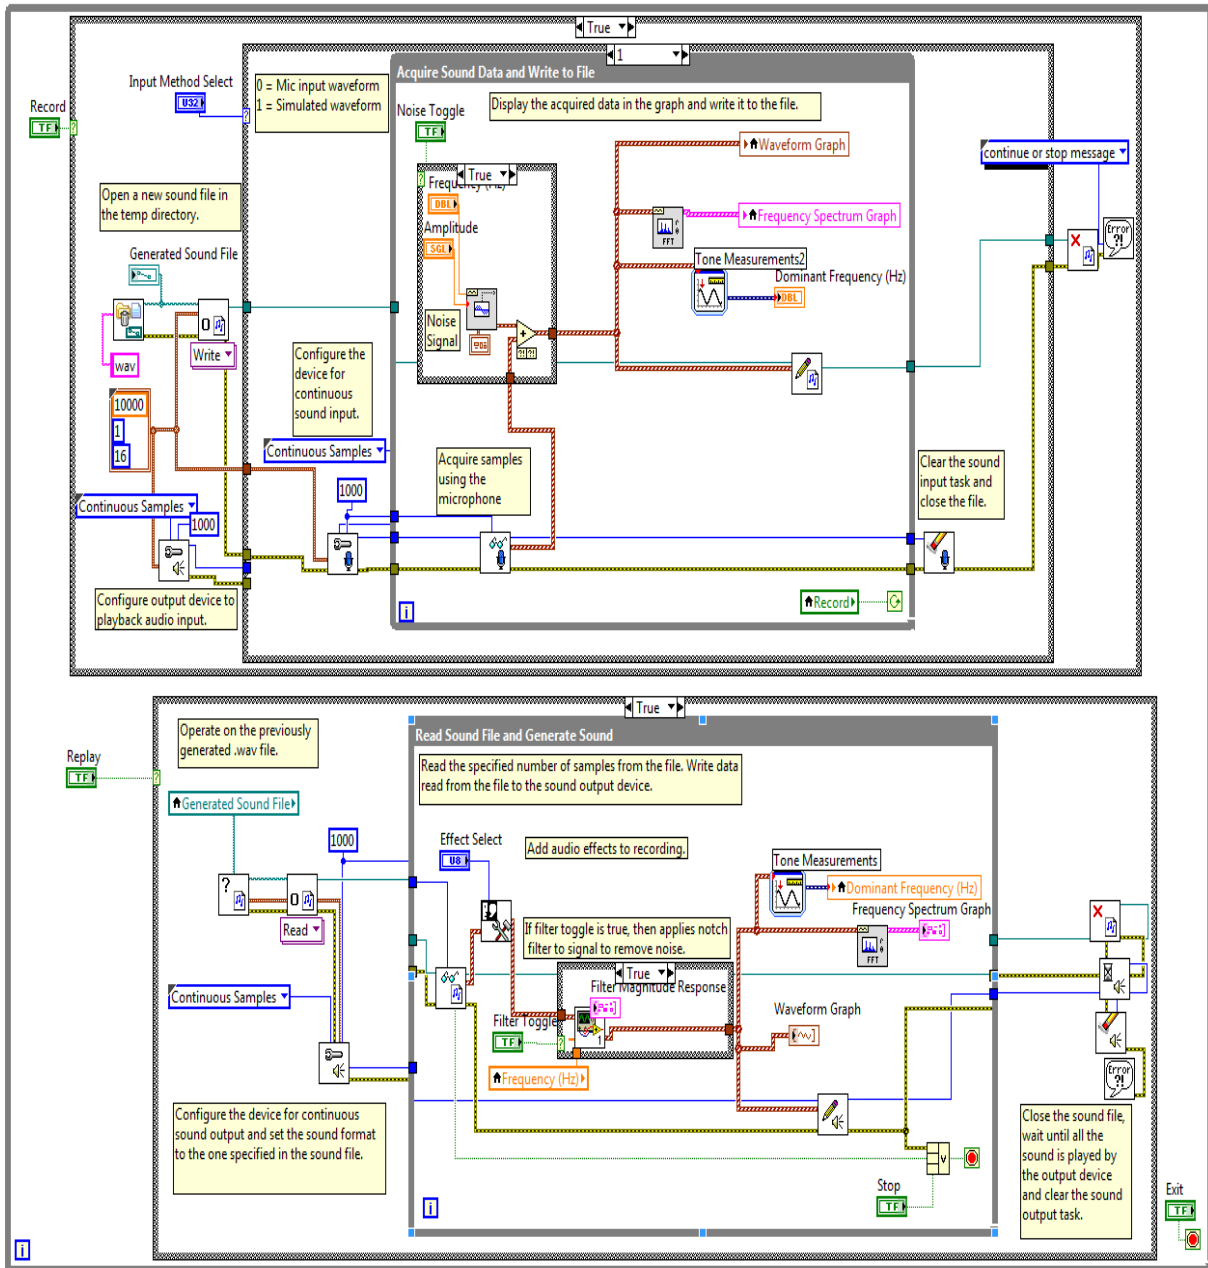 True
1
Input Method Select
U32
0 = Mic input waveform
1 = Simulated waveform
Record
TF
Acquire Sound Data and Write to File
Display the acquired data in the graph and write it to the file.
Noise Toggle
TF
True
Waveform Graph
continue or stop message
Open a new sound file in
the temp directory.
Frequency (Hz)
DBL
Amplitude
SGL
FFT
Frequency Spectrum Graph
Tone Measurements2
Dominant Frequency (Hz)
DBL
Error
?!
Generated Sound File
Noise
Signal
?! ?!
Write
wav
Configure the
device for
continuous
sound input.
10000
1
16
Continuous Samples
Acquire samples
using the
microphone
Clear the sound
input task and
close the file.
1000
Continuous Samples
1000
Configure output device to
playback audio input.
i
Record
True
Operate on the previously
generated .wav file.
Read Sound File and Generate Sound
Replay
TF
Read the specified number of samples from the file. Write data
read from the file to the sound output device.
Generated Sound File
1000
Effect Select
U8
Add audio effects to recording.
Tone Measurements
Dominant Frequency (Hz)
Frequency Spectrum Graph
FFT
?
Read
If filter toggle is true, then applies notch
filter to signal to remove noise.
True
Filter Magnitude Response
Continuous Samples
Filter Toggle
TF
1
Waveform Graph
Frequency (Hz)
Error
?!
Configure the device for continuous
sound output and set the sound format
to the one specified in the sound file.
Close the sound file,
wait until all the
sound is played by
the output device
and clear the sound
output task.
V
Stop
TF
i
Exit
TF
i